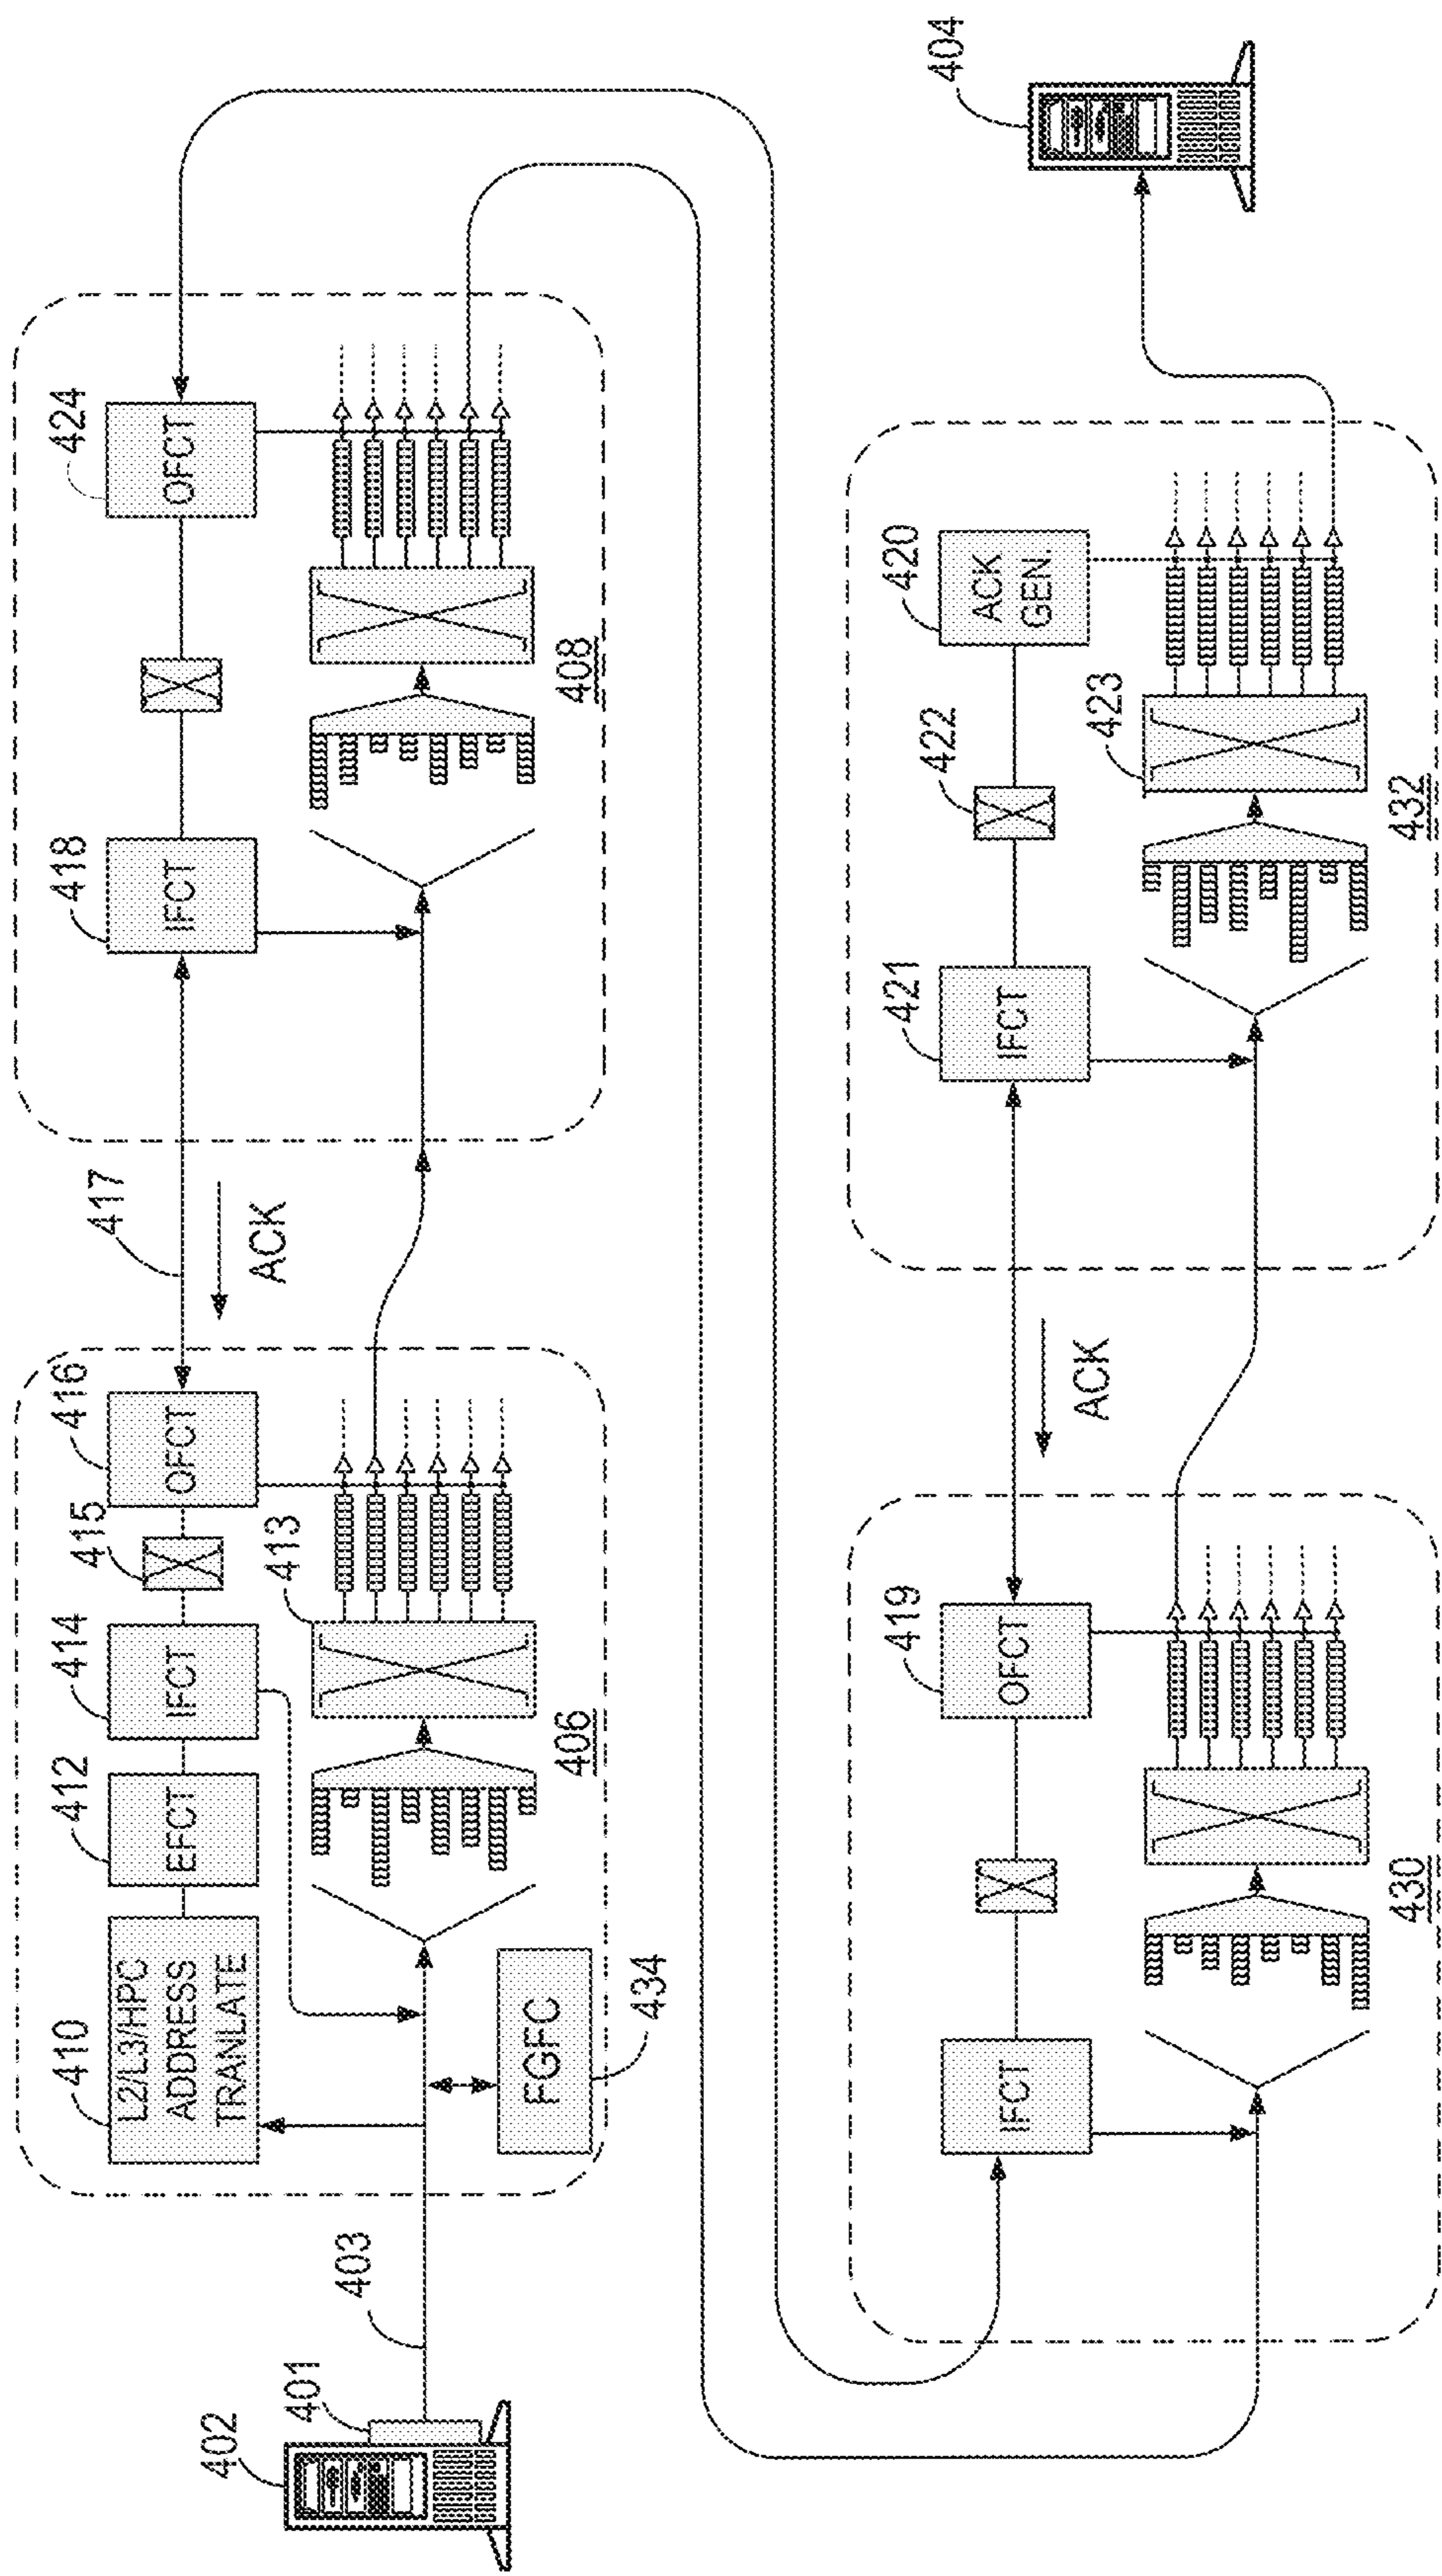 402
401
403
410
L2/L3/HPC
ADDRESS
TRANLATE
412
EFCT
414
IFCT
415
416
OFCT
413
406
FGFC
434
417
ACK
418
IFCT
424
OFCT
408
IFCT
419
OFCT
430
ACK
421
IFCT
422
420
ACK
GEN.
423
432
404